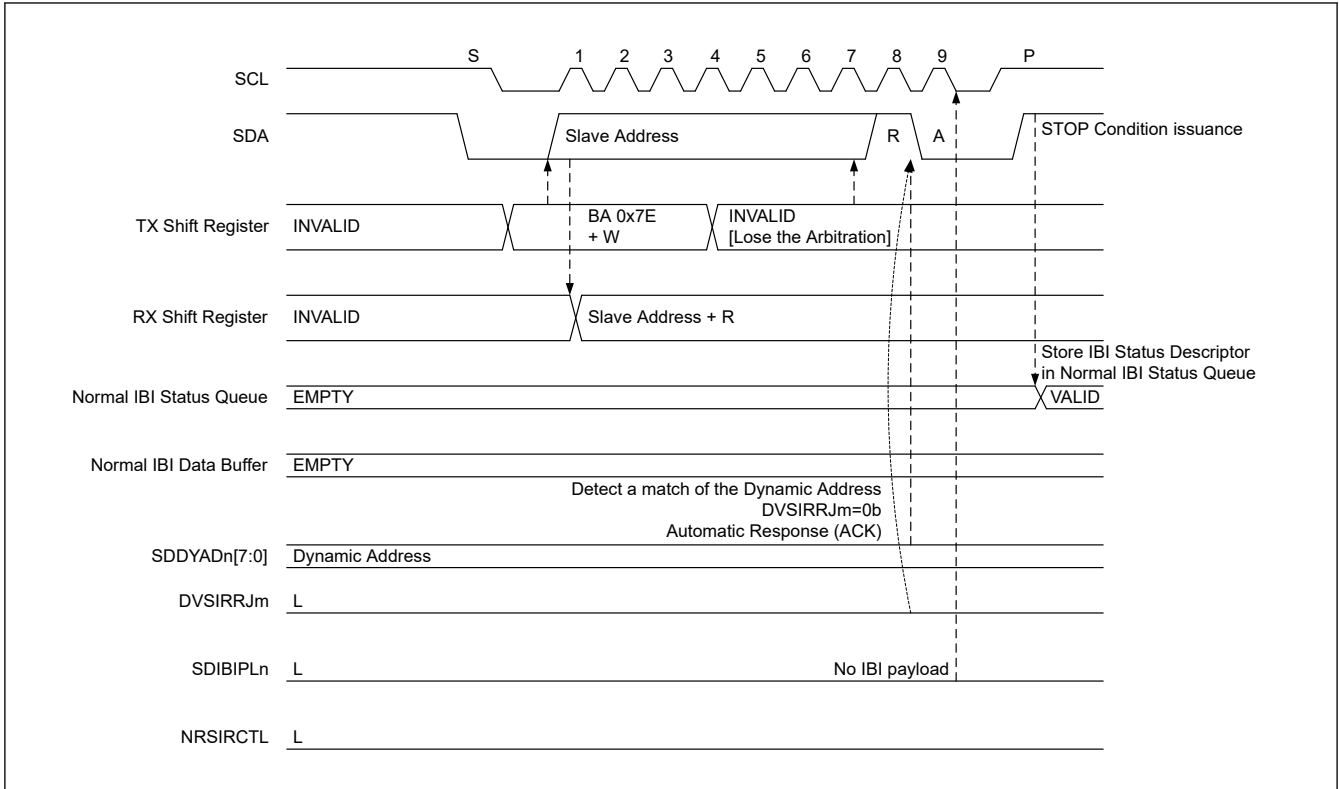 S 1 2 3 4 5 6 7 8 9 P
SCL
SDA Slave Address R A STOP Condition issuance
TX Shift Register INVALID BA 0x7E INVALID
+ W [Lose the Arbitration]
RX Shift Register INVALID Slave Address + R
Store IBI Status Descriptor
in Normal IBI Status Queue
Normal IBI Status Queue EMPTY VALID
Normal IBI Data Buffer EMPTY
Detect a match of the Dynamic Address
DVSIRRJm=0b
Automatic Response (ACK)
SDDYADn[7:0] Dynamic Address
DVSIRRJm L
SDIBIPLn L No IBI payload
NRSIRCTL L